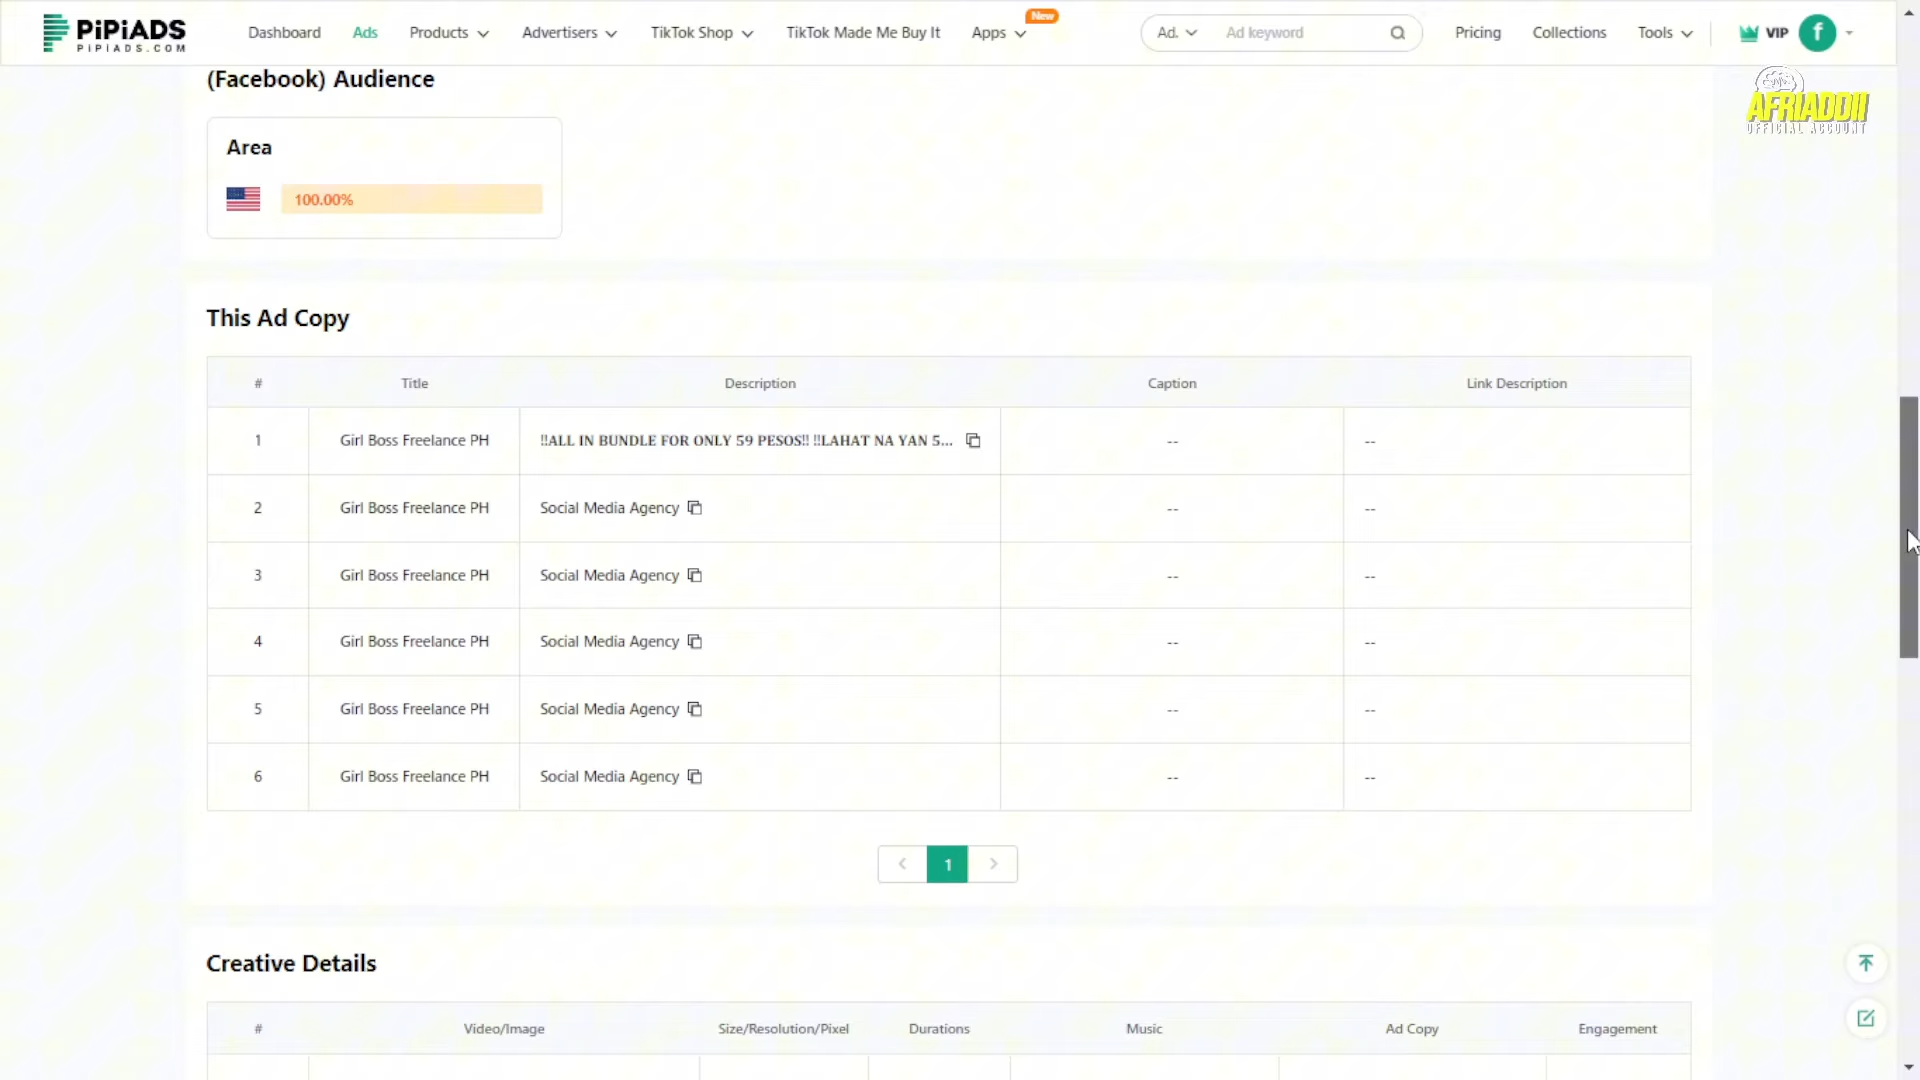 PiPiADS
PIPIADS.COM
Dashboard
Ads
Products
Advertisers
TikTok Shop
TikTok Made Me Buy It
Apps
New
Ad.
Ad keyword
Pricing
Collections
Tools
VIP
f
AFRIADDII
OFFICIAL ACCOUNT
(Facebook) Audience
Area
100.00%
This Ad Copy
# Title Description Caption Link Description
1 Girl Boss Freelance PH ‼ALL IN BUNDLE FOR ONLY 59 PESOS‼ ‼LAHAT NA YAN 5... -- --
2 Girl Boss Freelance PH Social Media Agency -- --
3 Girl Boss Freelance PH Social Media Agency -- --
4 Girl Boss Freelance PH Social Media Agency -- --
5 Girl Boss Freelance PH Social Media Agency -- --
6 Girl Boss Freelance PH Social Media Agency -- --
1
Creative Details
# Video/Image Size/Resolution/Pixel Durations Music Ad Copy Engagement